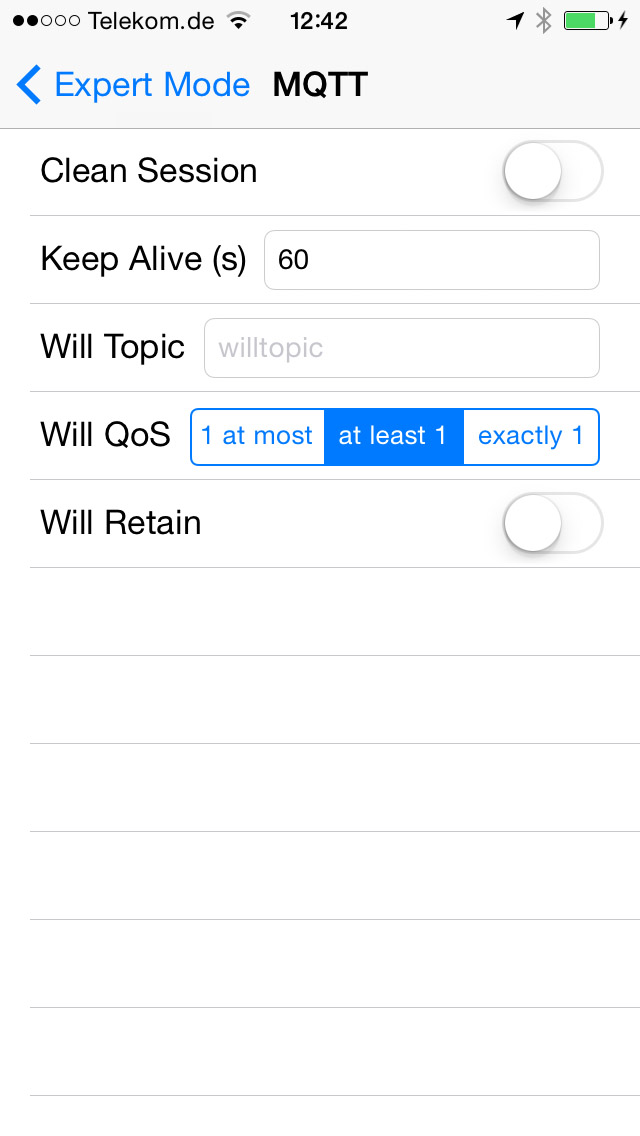 Telekom.de 12:42
Expert Mode MQTT
Clean Session
Keep Alive (s) 60
Will Topic willtopic
Will QoS 1 at most at least 1 exactly 1
Will Retain